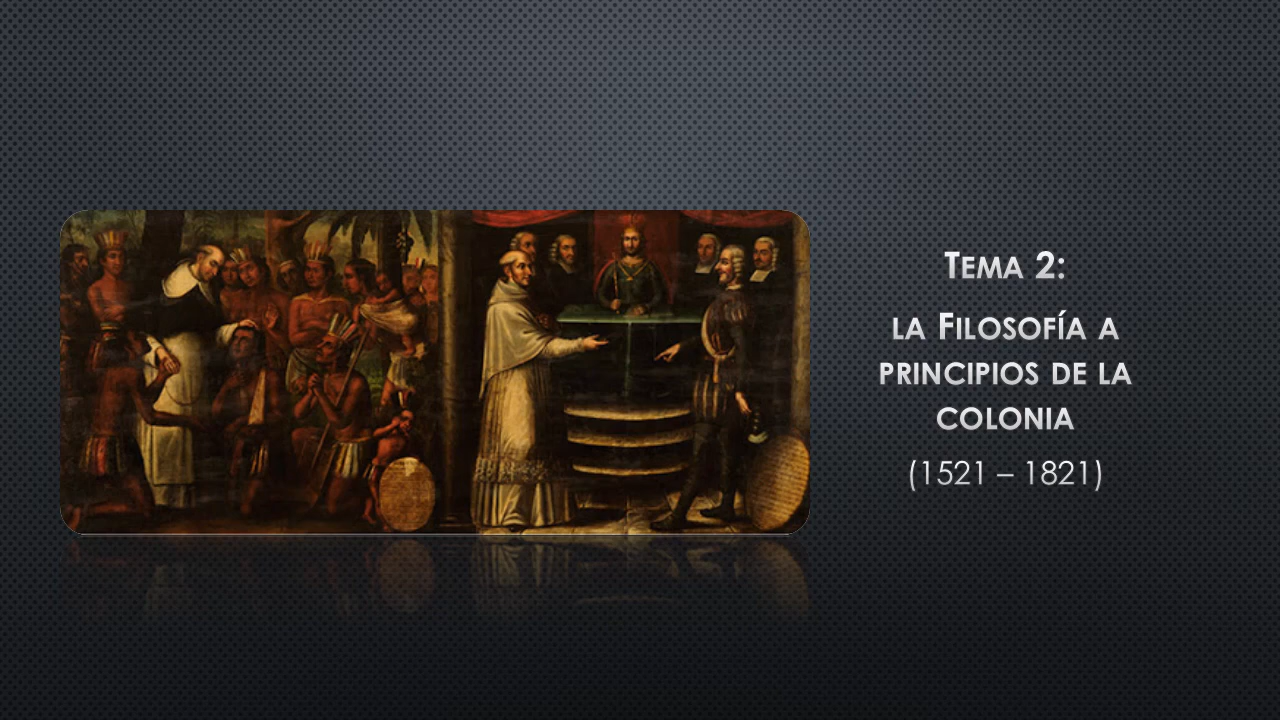 Tema 2:
la Filosofía a
principios de la
colonia
(1521 – 1821)